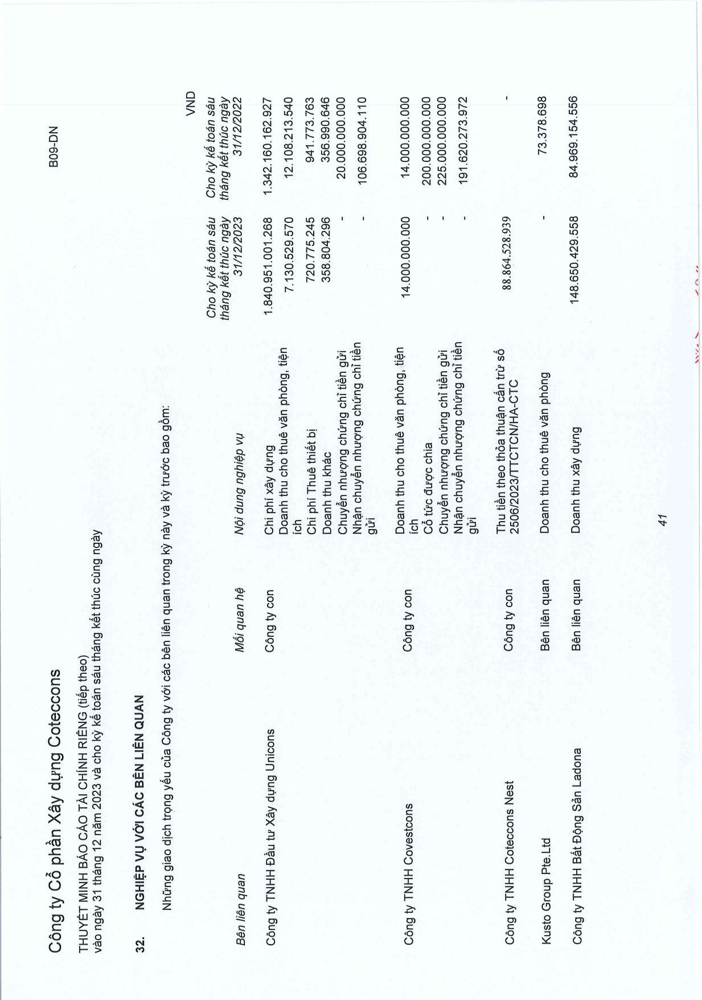 Công ty Cổ phần Xây dựng Coteccons B09-DN
THUYẾT MINH BÁO CÁO TÀI CHÍNH RIÊNG (tiếp theo)
vào ngày 31 tháng 12 năm 2023 và cho kỳ kế toán sáu tháng kết thúc cùng ngày
32. NGHIỆP VỤ VỚI CÁC BÊN LIÊN QUAN
Những giao dịch trọng yếu của Công ty với các bên liên quan trong kỳ này và kỳ trước bao gồm:
VND
Cho kỳ kế toán sáu Cho kỳ kế toán sáu
tháng kết thúc ngày tháng kết thúc ngày
Bên liên quan Mối quan hệ Nội dung nghiệp vụ 31/12/2023 31/12/2022
Công ty TNHH Đầu tư Xây dựng Unicons Công ty con Chi phí xây dựng 1.840.951.001.268 1.342.160.162.927
Doanh thu cho thuê văn phòng, tiện
ích 7.130.529.570 12.108.213.540
Chi phí Thuê thiết bị 720.775.245 941.773.763
Doanh thu khác 358.804.296 356.990.646
Chuyển nhượng chứng chỉ tiền gửi - 20.000.000.000
Nhận chuyển nhượng chứng chỉ tiền
gửi - 106.698.904.110
Công ty TNHH Covestcons Công ty con Doanh thu cho thuê văn phòng, tiện
ích 14.000.000.000 14.000.000.000
Cổ tức được chia - 200.000.000.000
Chuyển nhượng chứng chỉ tiền gửi - 225.000.000.000
Nhận chuyển nhượng chứng chỉ tiền
gửi - 191.620.273.972
Công ty TNHH Coteccons Nest Công ty con Thu tiền theo thỏa thuận cấn trừ số
2506/2023/TTCTCN/HA-CTC 88.864.528.939 -
Kusto Group Pte.Ltd Bên liên quan Doanh thu cho thuê văn phòng - 73.378.698
Công ty TNHH Bất Động Sản Ladona Bên liên quan Doanh thu xây dựng 148.650.429.558 84.969.154.556
41